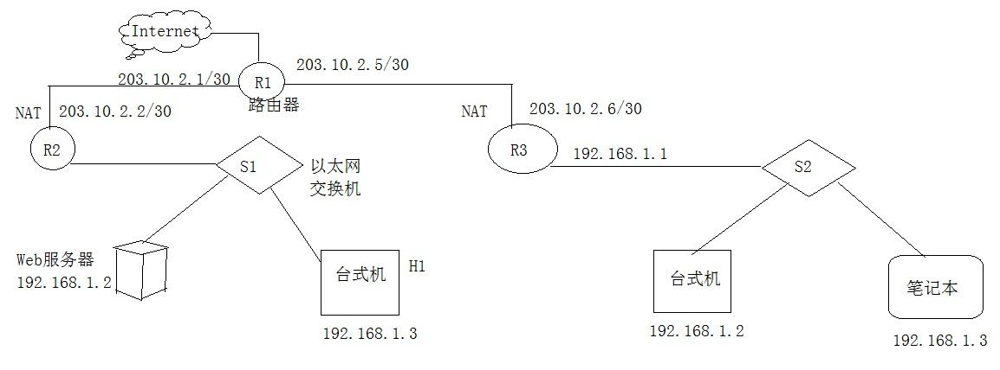 Internet
203.10.2.1/30
R1
203.10.2.5/30
路由器
NAT
203.10.2.2/30
NAT
203.10.2.6/30
R2
S1
以太网
交换机
R3
192.168.1.1
S2
Web服务器
192.168.1.2
台式机
H1
192.168.1.3
台式机
192.168.1.2
笔记本
192.168.1.3